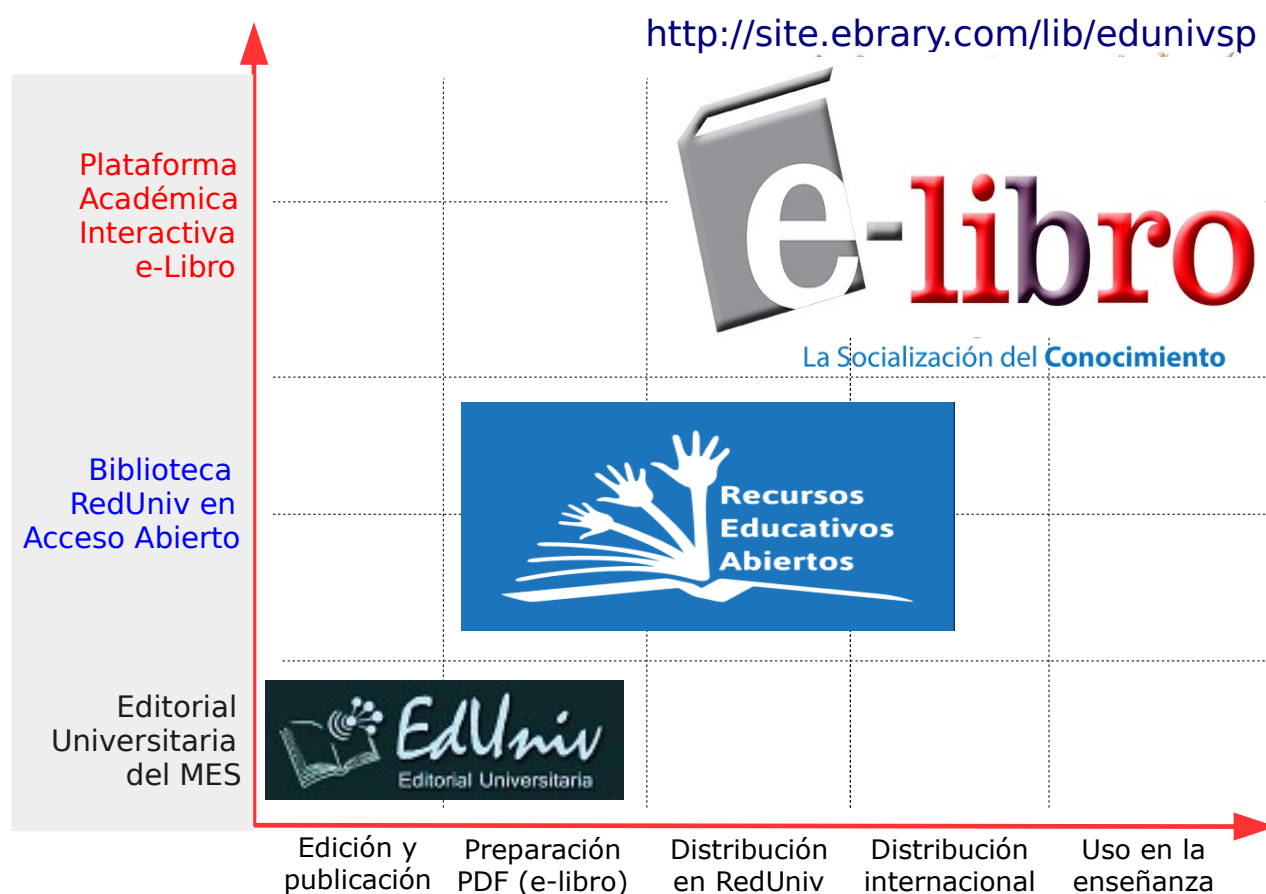 http://site.ebrary.com/lib/edunivsp
Plataforma
Académica
Interactiva
e-Libro
e-libro
La Socialización del Conocimiento
Biblioteca
RedUniv en
Acceso Abierto
Recursos
Educativos
Abiertos
Editorial
Universitaria
del MES
EdUniv
Editorial Universitaria
Edición y
publicación
Preparación
PDF (e-libro)
Distribución
en RedUniv
Distribución
internacional
Uso en la
enseñanza